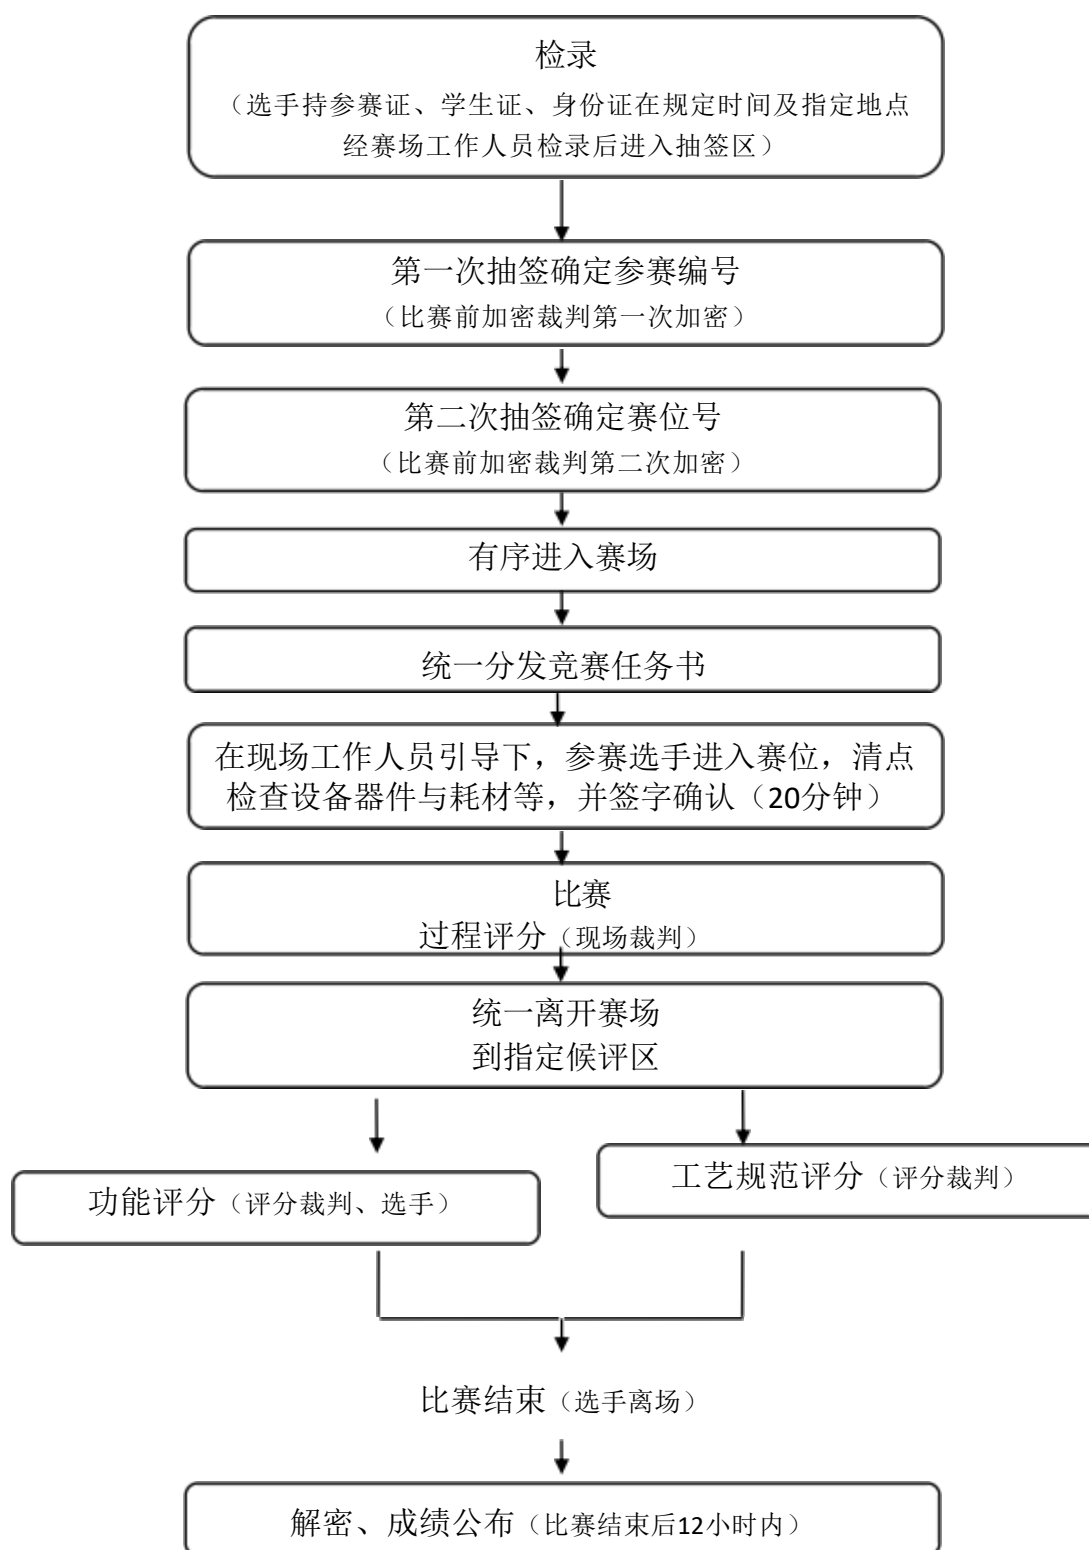 检录
（选手持参赛证、学生证、身份证在规定时间及指定地点
经赛场工作人员检录后进入抽签区）
第一次抽签确定参赛编号
（比赛前加密裁判第一次加密）
第二次抽签确定赛位号
（比赛前加密裁判第二次加密）
有序进入赛场
统一分发竞赛任务书
在现场工作人员引导下，参赛选手进入赛位，清点
检查设备器件与耗材等，并签字确认（20分钟）
比赛
过程评分（现场裁判）
统一离开赛场
到指定候评区
功能评分（评分裁判、选手）
工艺规范评分（评分裁判）
比赛结束（选手离场）
解密、成绩公布（比赛结束后12小时内）